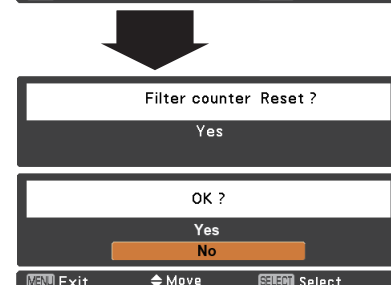 Filter counter Reset ?
Yes
OK ?
Yes
No
MENU Exit Move SELECT Select